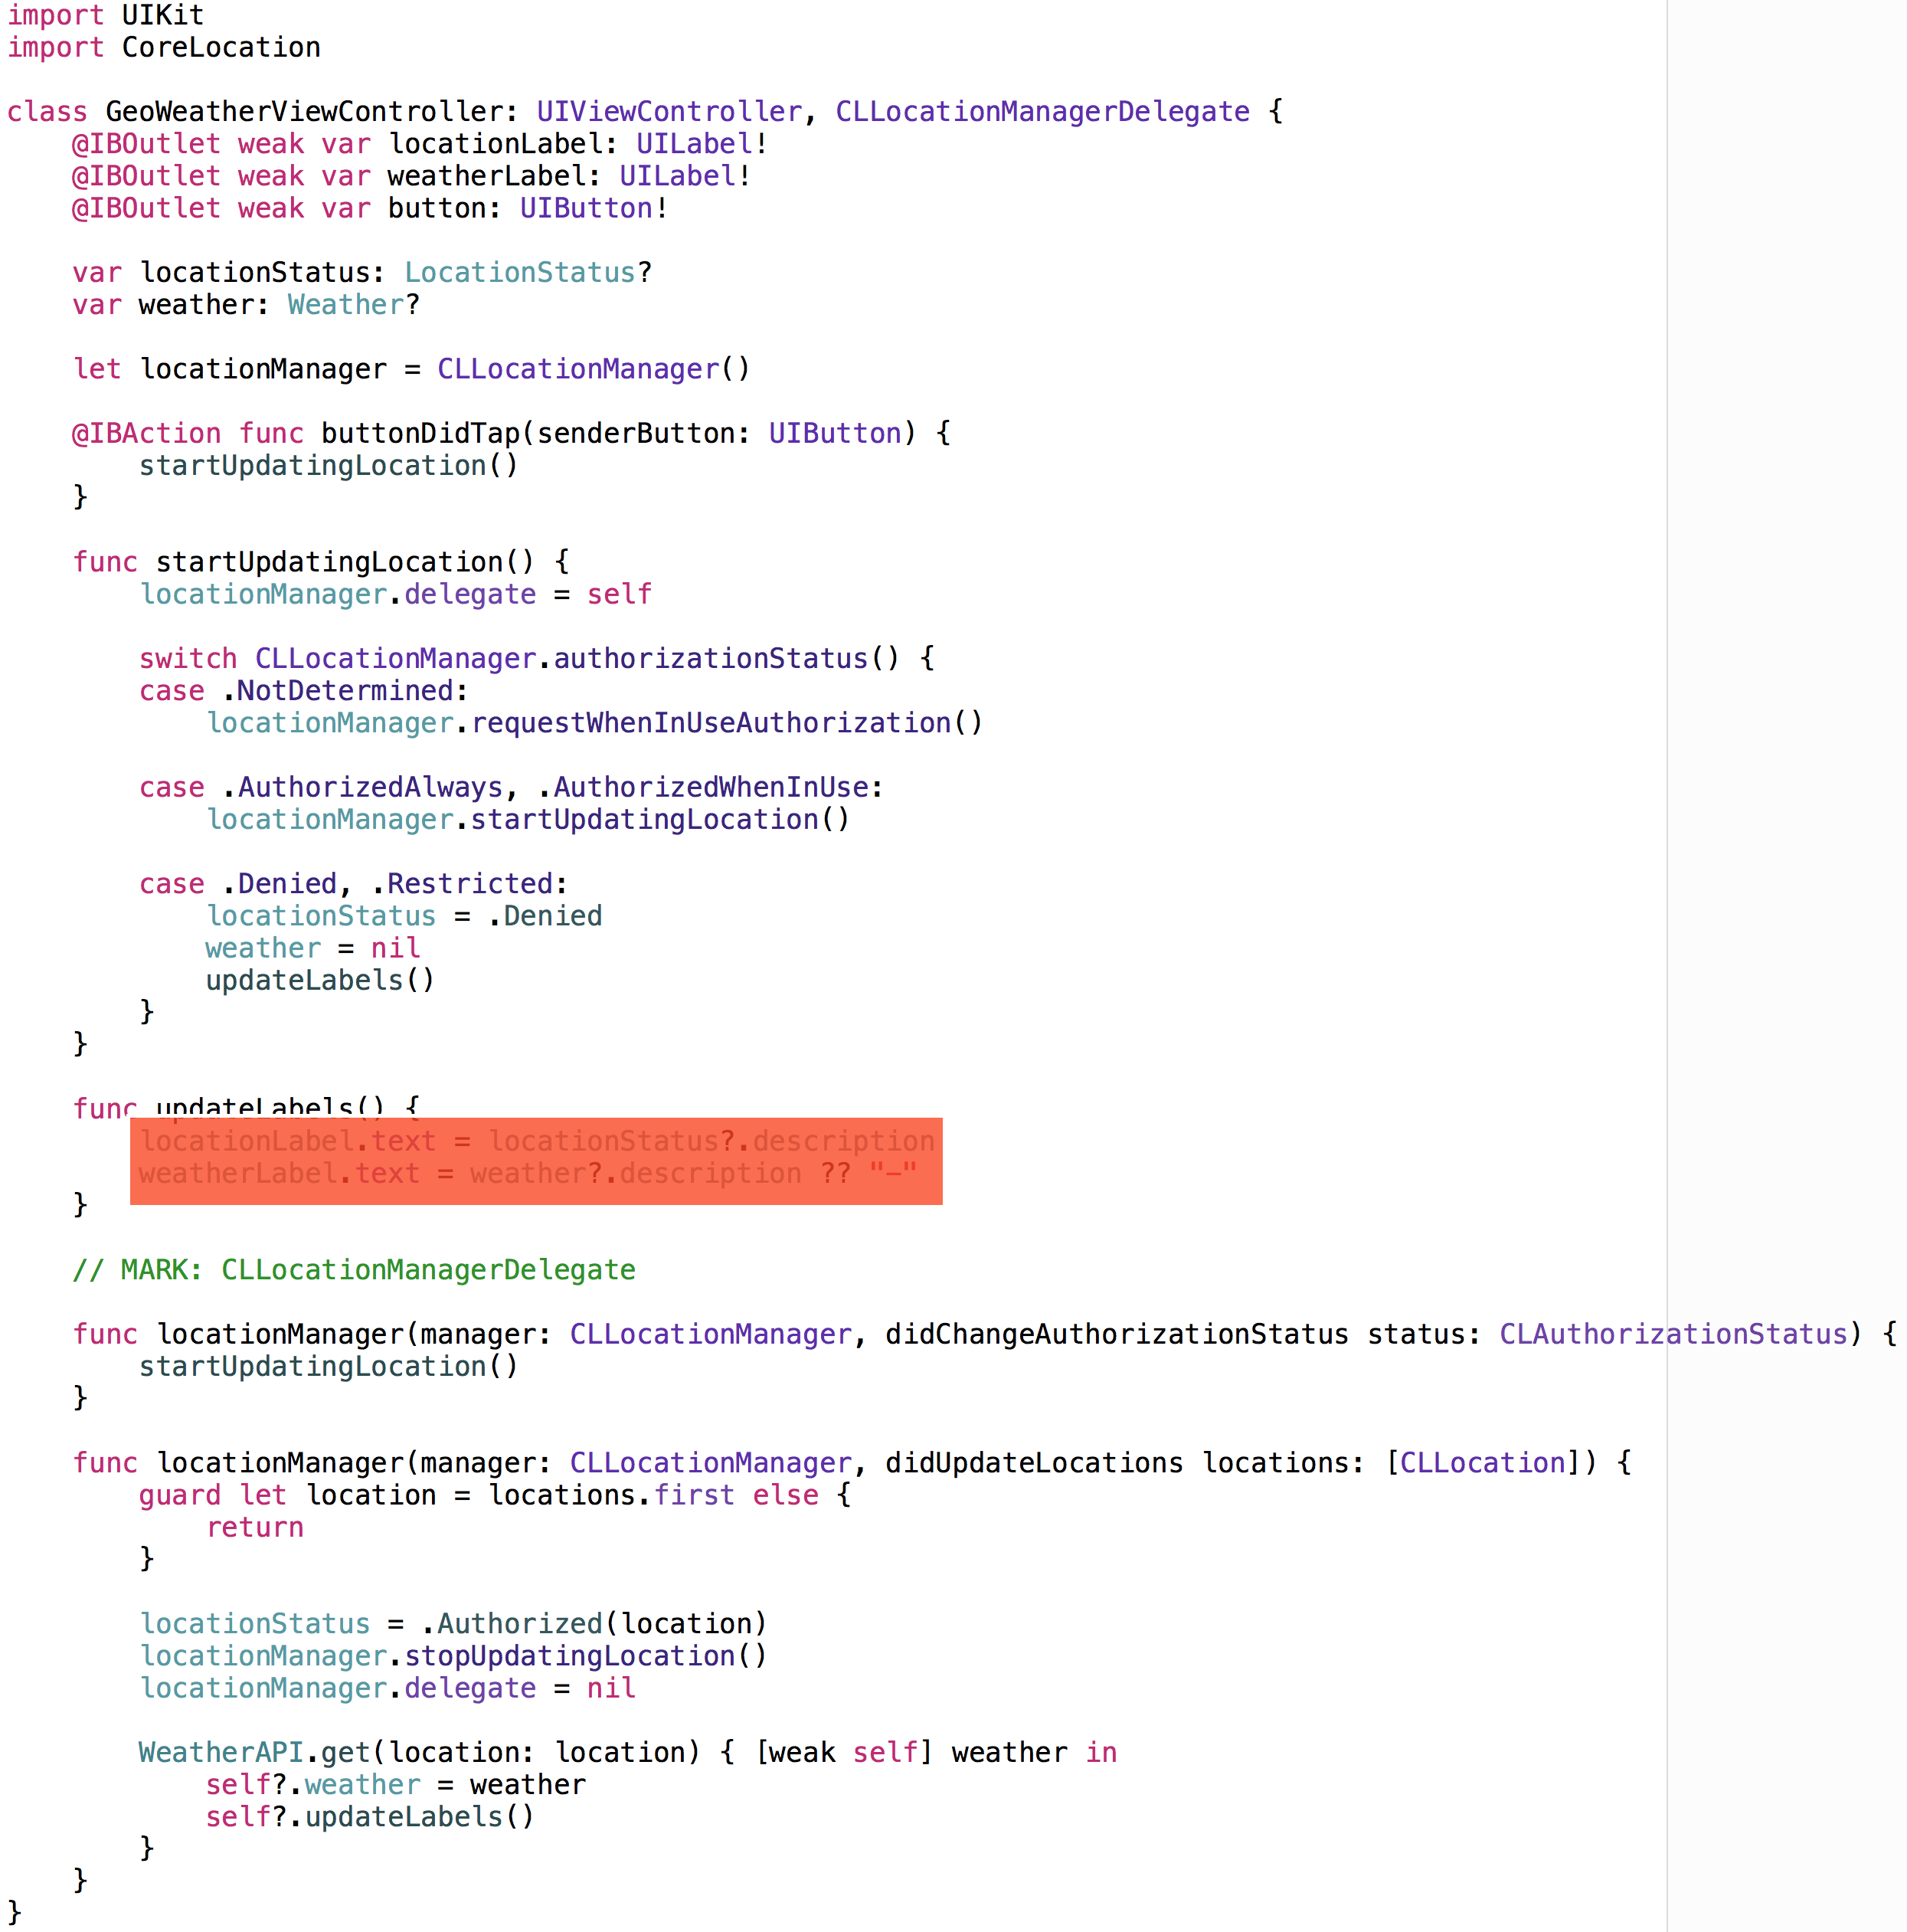 import UIKit
import CoreLocation

class GeoWeatherViewController: UIViewController, CLLocationManagerDelegate {
    @IBOutlet weak var locationLabel: UILabel!
    @IBOutlet weak var weatherLabel: UILabel!
    @IBOutlet weak var button: UIButton!

    var locationStatus: LocationStatus?
    var weather: Weather?

    let locationManager = CLLocationManager()

    @IBAction func buttonDidTap(senderButton: UIButton) {
        startUpdatingLocation()
    }

    func startUpdatingLocation() {
        locationManager.delegate = self

        switch CLLocationManager.authorizationStatus() {
        case .NotDetermined:
            locationManager.requestWhenInUseAuthorization()

        case .AuthorizedAlways, .AuthorizedWhenInUse:
            locationManager.startUpdatingLocation()

        case .Denied, .Restricted:
            locationStatus = .Denied
            weather = nil
            updateLabels()
        }
    }

    func updateLabels() {
        locationLabel.text = locationStatus?.description
        weatherLabel.text = weather?.description ?? "—"
    }

    // MARK: CLLocationManagerDelegate

    func locationManager(manager: CLLocationManager, didChangeAuthorizationStatus status: CLAuthorizationStatus) {
        startUpdatingLocation()
    }

    func locationManager(manager: CLLocationManager, didUpdateLocations locations: [CLLocation]) {
        guard let location = locations.first else {
            return
        }

        locationStatus = .Authorized(location)
        locationManager.stopUpdatingLocation()
        locationManager.delegate = nil

        WeatherAPI.get(location: location) { [weak self] weather in
            self?.weather = weather
            self?.updateLabels()
        }
    }
}